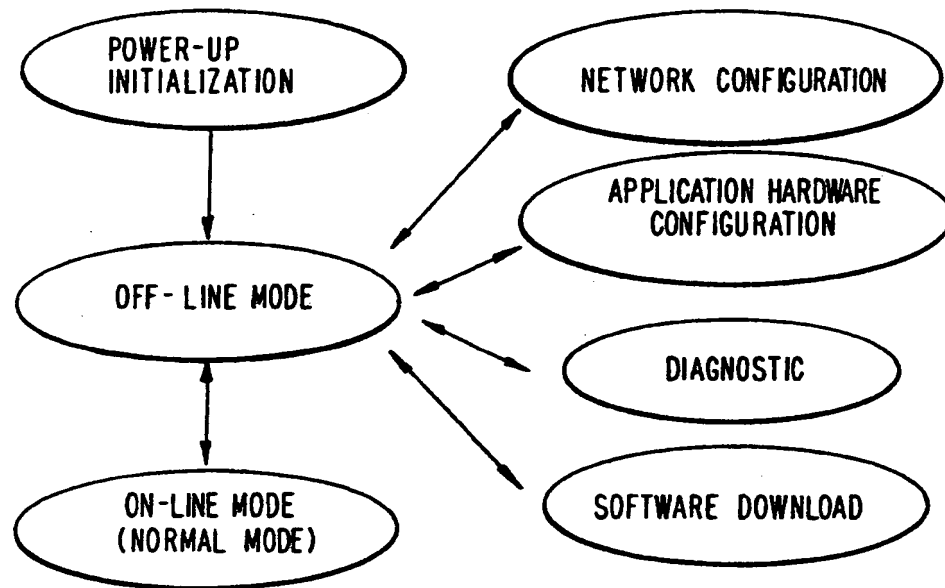 POWER-UP
INITIALIZATION
NETWORK CONFIGURATION
APPLICATION HARDWARE
CONFIGURATION
OFF-LINE MODE
DIAGNOSTIC
ON-LINE MODE
(NORMAL MODE)
SOFTWARE DOWNLOAD